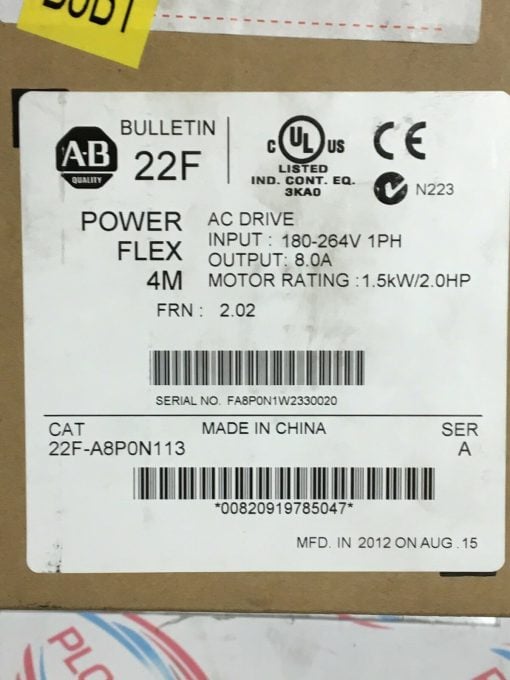 A-B
QUALITY
BULLETIN
22F
C UL US
LISTED
IND. CONT. EQ.
3KA0
CE
N223
POWER
FLEX
4M
AC DRIVE
INPUT : 180-264V 1PH
OUTPUT: 8.0A
MOTOR RATING :1.5kW/2.0HP
FRN : 2.02
SERIAL NO. FA8P0N1W2330020
CAT
22F-A8P0N113
MADE IN CHINA
SER
A
*00820919785047*
MFD. IN 2012 ON AUG .15